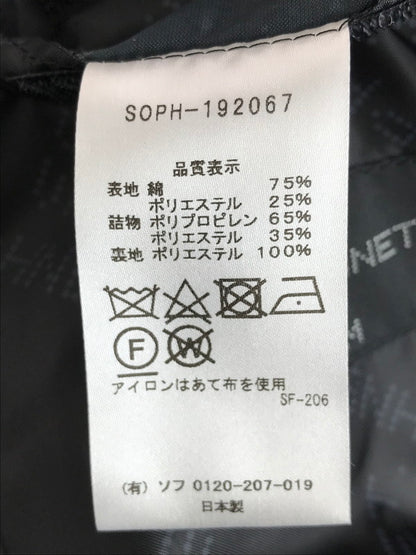 SOPH-192067
品質表示
表地 綿 75%
ポリエステル 25%
詰物 ポリプロピレン 65%
ポリエステル 35%
裏地 ポリエステル 100%
F W
アイロンはあて布を使用
SF-206
(有) ソフ 0120-207-019
日本製
NET
M